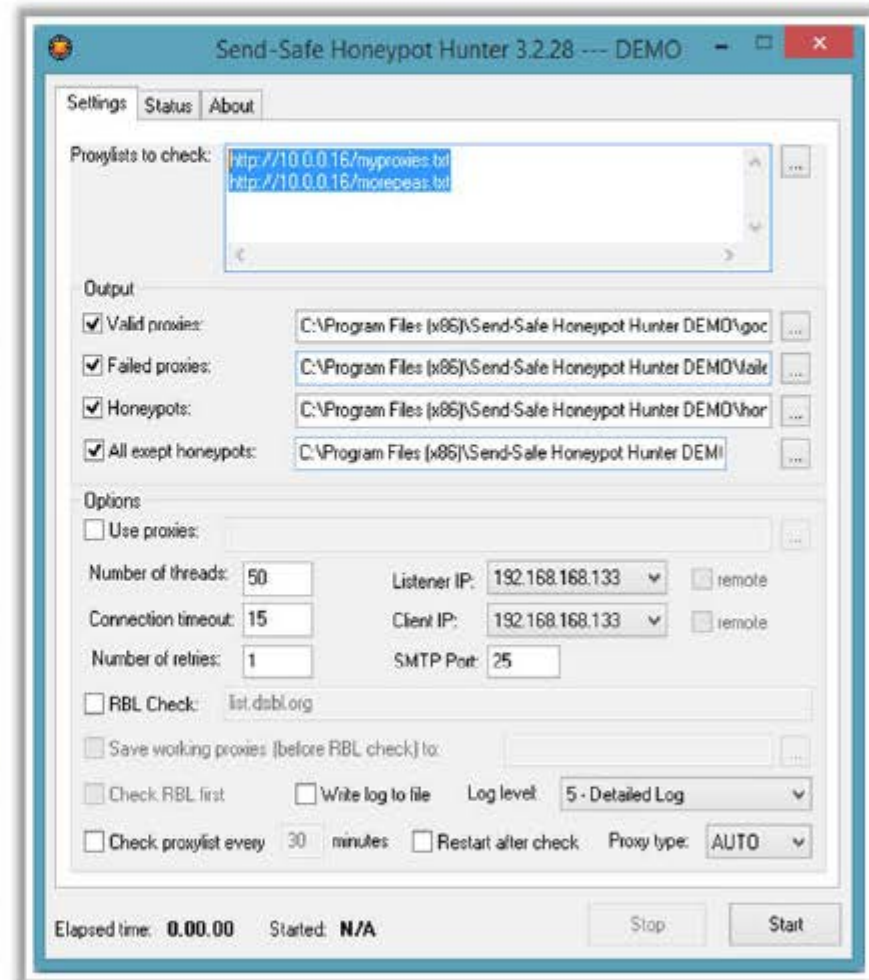 Send-Safe Honeypot Hunter 3.2.28 --- DEMO
Settings Status About
Proxylists to check:
http://10.0.0.16/myproxies.txt
http://10.0.0.16/morepeas.txt
...
Output
Valid proxies: C:\Program Files (x86)\Send-Safe Honeypot Hunter DEMO\goo ...
Failed proxies: C:\Program Files (x86)\Send-Safe Honeypot Hunter DEMO\faile ...
Honeypots: C:\Program Files (x86)\Send-Safe Honeypot Hunter DEMO\hor ...
All exept honeypots: C:\Program Files (x86)\Send-Safe Honeypot Hunter DEM ...
Options
Use proxies: ...
Number of threads: 50 Listener IP: 192.168.168.133 remote
Connection timeout: 15 Client IP: 192.168.168.133 remote
Number of retries: 1 SMTP Port: 25
RBL Check: list.dsbl.org
Save working proxies (before RBL check) to: ...
Check RBL first Write log to file Log level: 5 - Detailed Log
Check proxylist every 30 minutes Restart after check Proxy type: AUTO
Elapsed time: 0.00.00 Started: N/A Stop Start